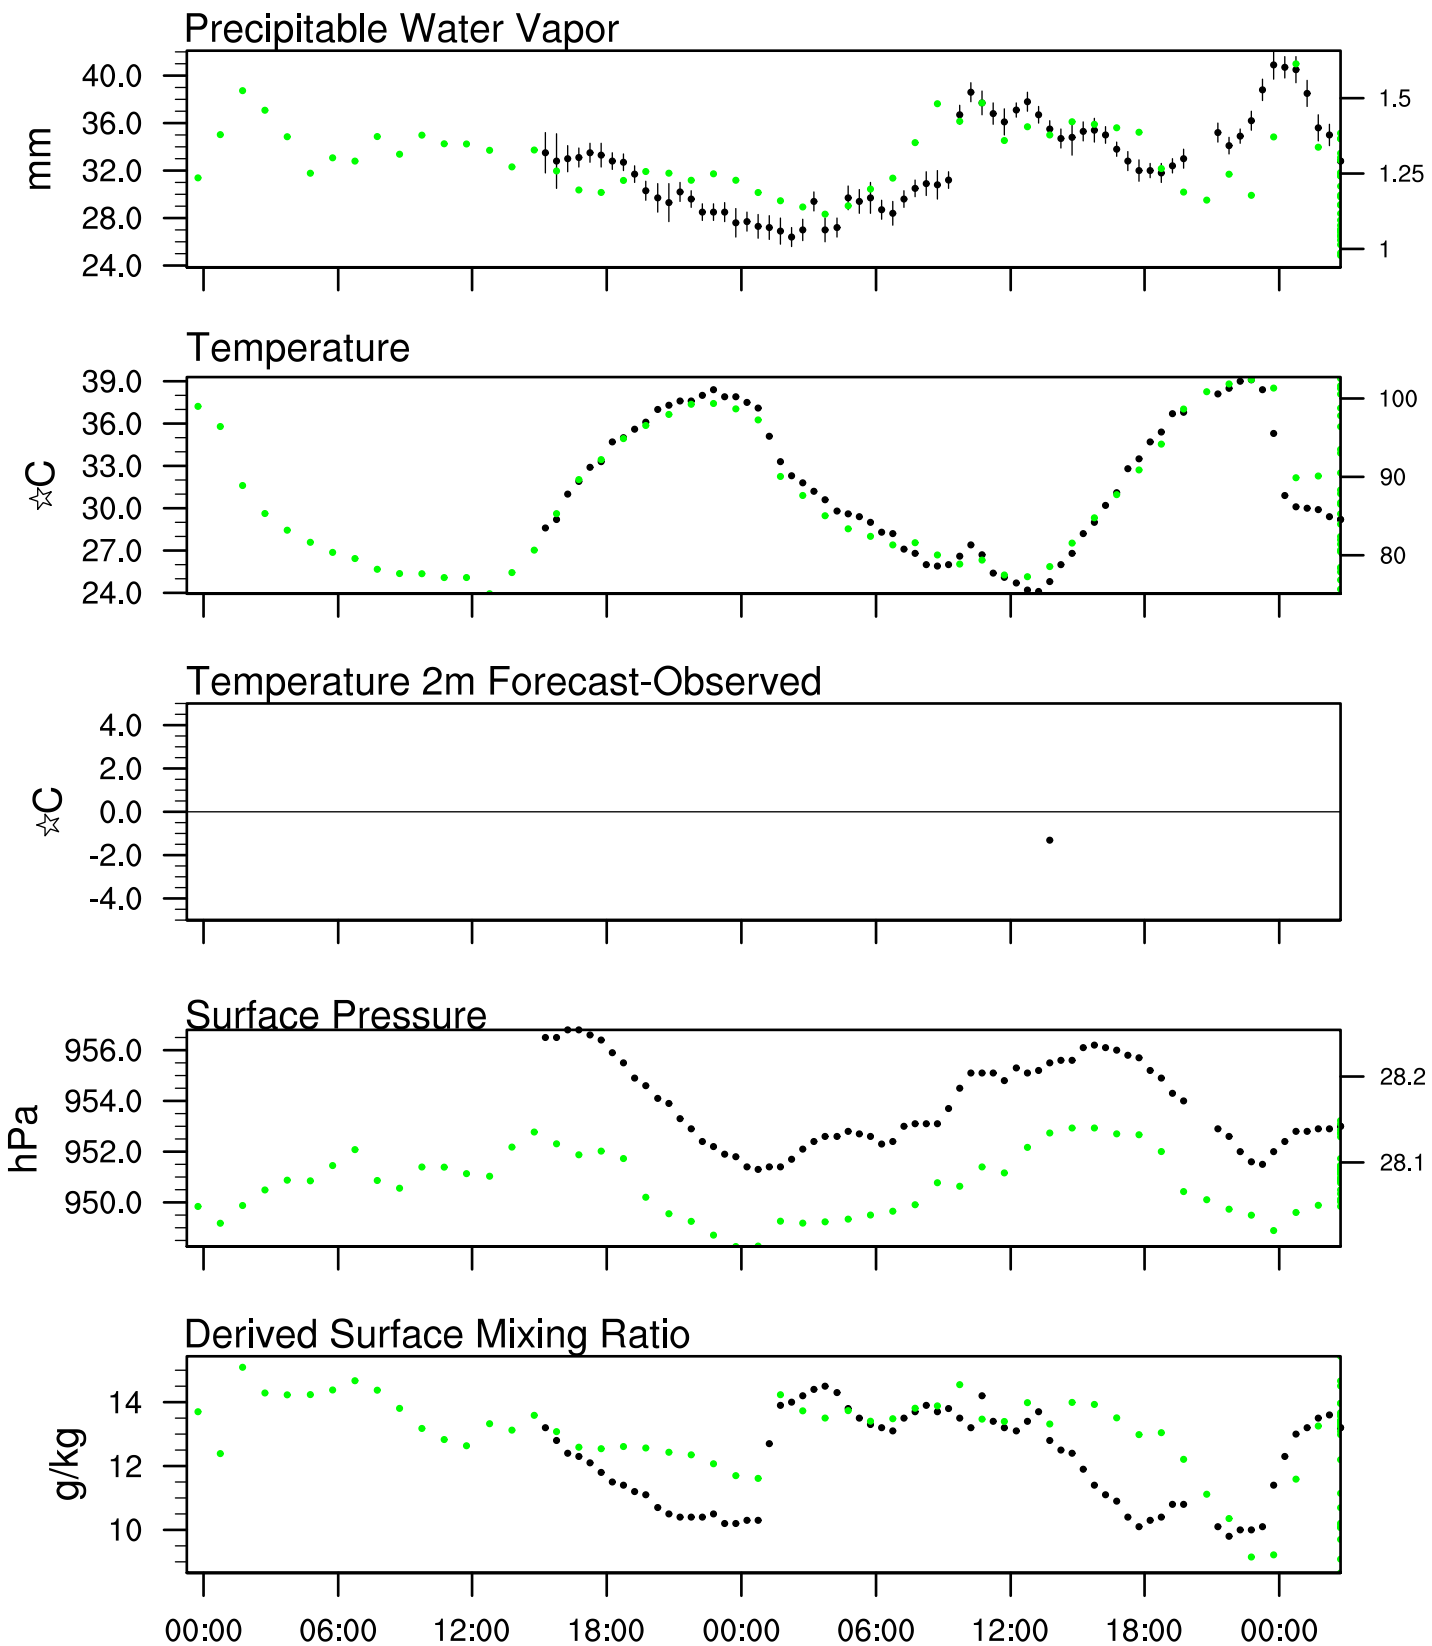 Precipitable Water Vapor
40.0
36.0
32.0
28.0
24.0
mm
1.5
1.25
1
Temperature
39.0
36.0
33.0
30.0
27.0
24.0
☆C
100
90
80
Temperature 2m Forecast-Observed
4.0
2.0
0.0
-2.0
-4.0
☆C
Surface Pressure
956.0
954.0
952.0
950.0
hPa
28.2
28.1
Derived Surface Mixing Ratio
14
12
10
g/kg
00:00 06:00 12:00 18:00 00:00 06:00 12:00 18:00 00:00